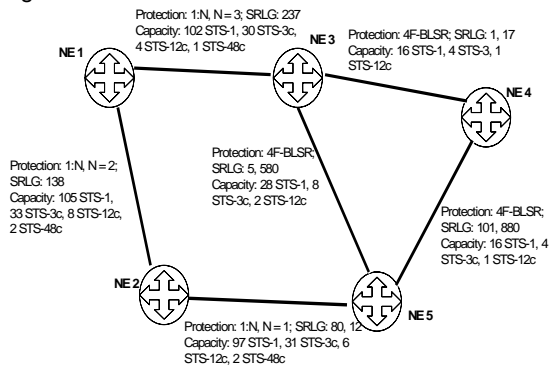 Protection: 1:N, N = 3; SRLG: 237
Capacity: 102 STS-1, 30 STS-3c,
4 STS-12c, 1 STS-48c
NE 1
NE 3
Protection: 4F-BLSR; SRLG: 1, 17
Capacity: 16 STS-1, 4 STS-3, 1
STS-12c
NE 4
Protection: 1:N, N = 2;
SRLG: 138
Capacity: 105 STS-1,
33 STS-3c, 8 STS-12c,
2 STS-48c
Protection: 4F-BLSR;
SRLG: 5, 580
Capacity: 28 STS-1, 8
STS-3c, 2 STS-12c
Protection: 4F-BLSR;
SRLG: 101, 880
Capacity: 16 STS-1, 4
STS-3c, 1 STS-12c
NE 2
NE 5
Protection: 1:N, N = 1; SRLG: 80, 12
Capacity: 97 STS-1, 31 STS-3c, 6
STS-12c, 2 STS-48c